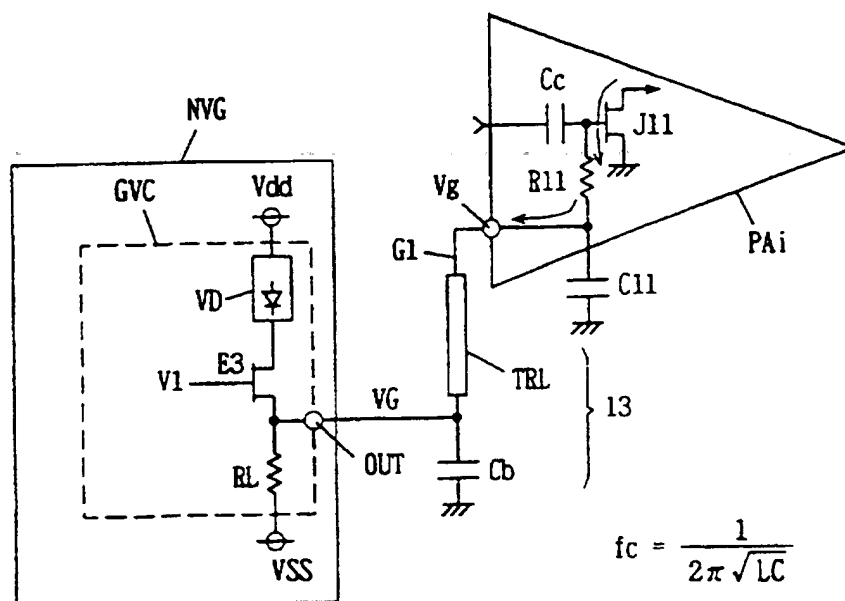 NVG
GVC
Vdd
VD
E3
V1
VG
OUT
RL
VSS
Cc
J11
R11
Vg
G1
C11
PAi
TRL
13
Cb
fc = 1 / 2π√LC